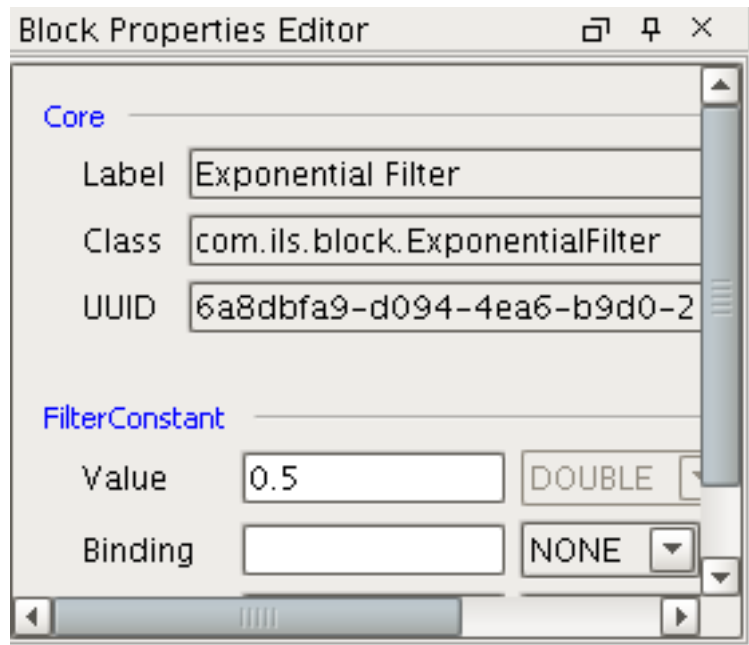 Block Properties Editor
Core
Label Exponential Filter
Class com.ils.block.ExponentialFilter
UUID 6a8dbfa9-d094-4ea6-b9d0-2
FilterConstant
Value 0.5 DOUBLE
Binding NONE